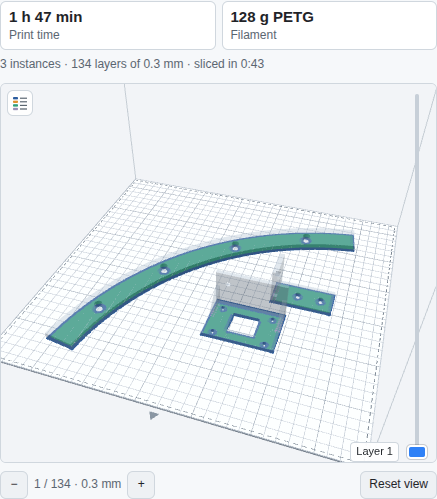 1 h 47 min
Print time
128 g PETG
Filament
3 instances · 134 layers of 0.3 mm · sliced in 0:43
Layer 1
− 1 / 134 · 0.3 mm +
Reset view